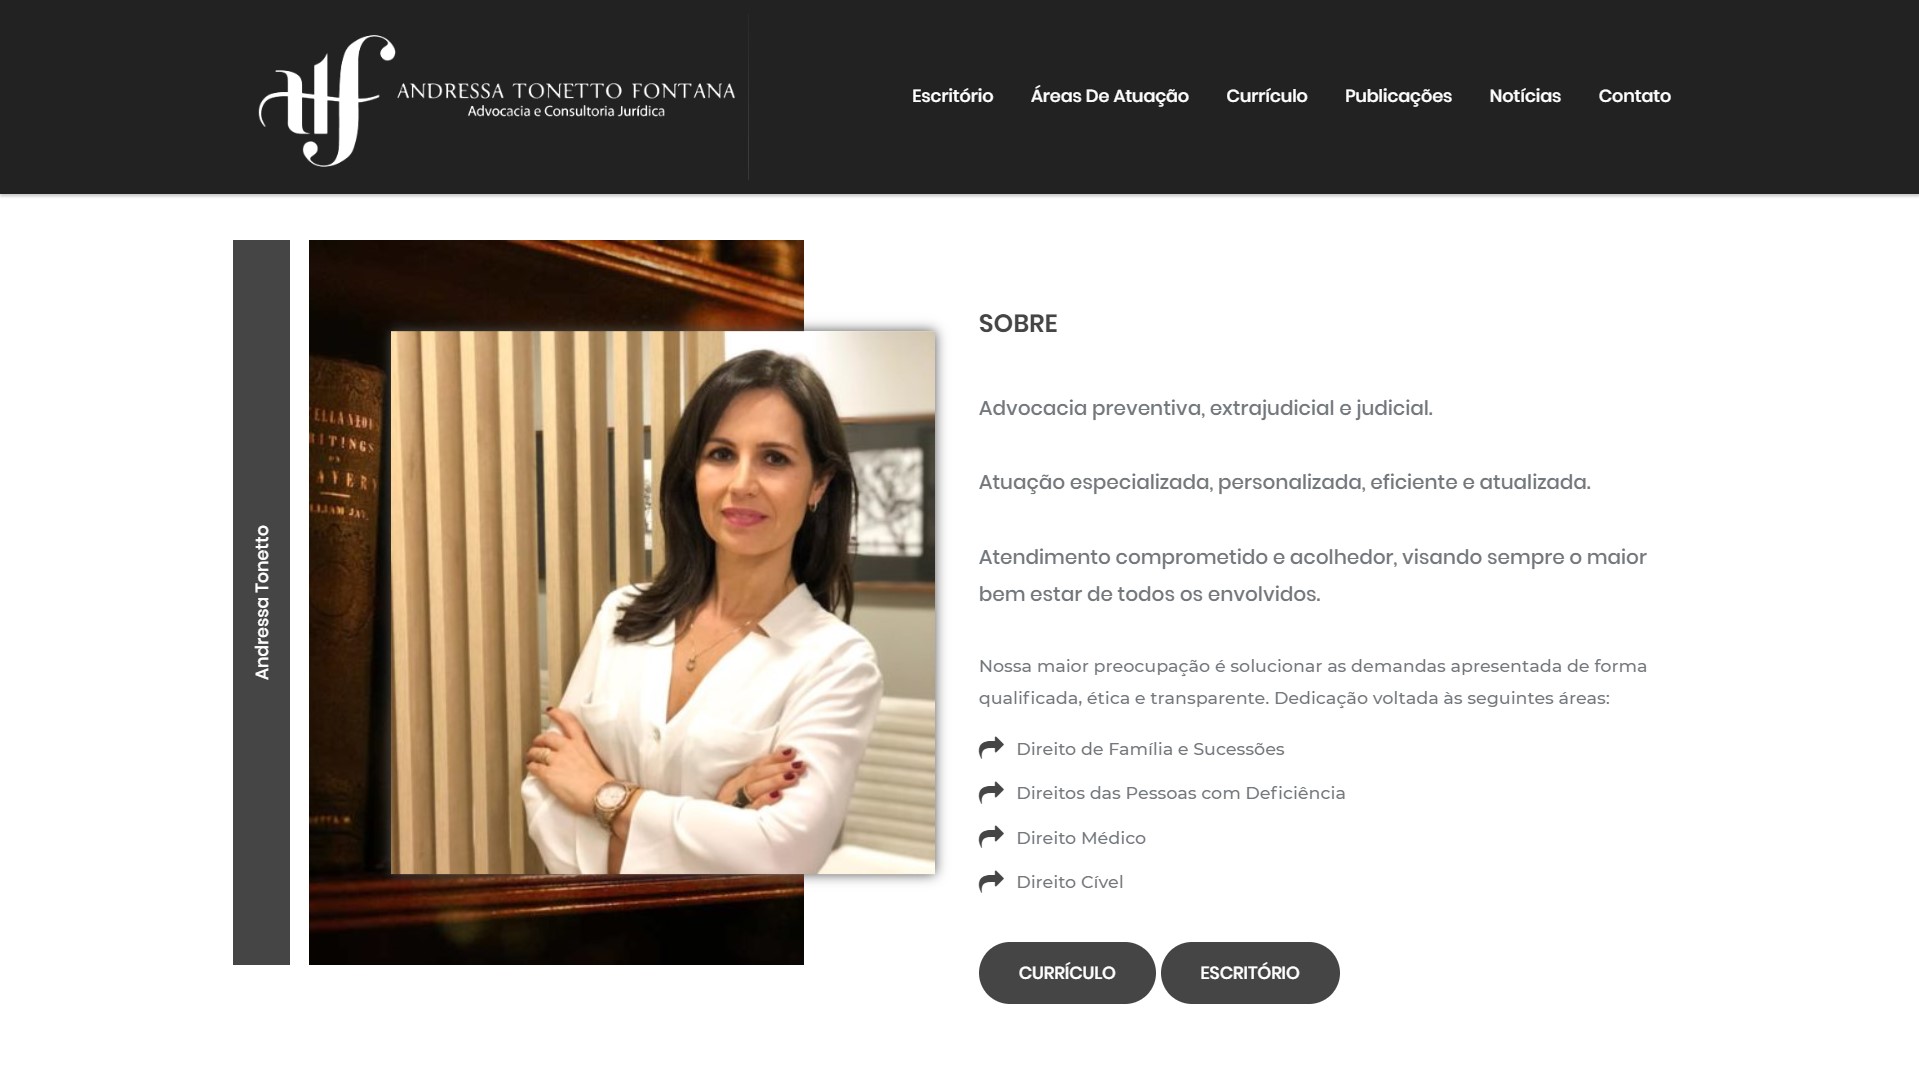 ANDRESSA TONETTO FONTANA
Advocacia e Consultoria Jurídica
Escritório
Áreas De Atuação
Currículo
Publicações
Notícias
Contato
Andressa Tonetto
WRITINGS
ON
SOBRE
Advocacia preventiva, extrajudicial e judicial.
Atuação especializada, personalizada, eficiente e atualizada.
Atendimento comprometido e acolhedor, visando sempre o maior
bem estar de todos os envolvidos.
Nossa maior preocupação é solucionar as demandas apresentada de forma
qualificada, ética e transparente. Dedicação voltada às seguintes áreas:
Direito de Família e Sucessões
Direitos das Pessoas com Deficiência
Direito Médico
Direito Cível
CURRÍCULO
ESCRITÓRIO